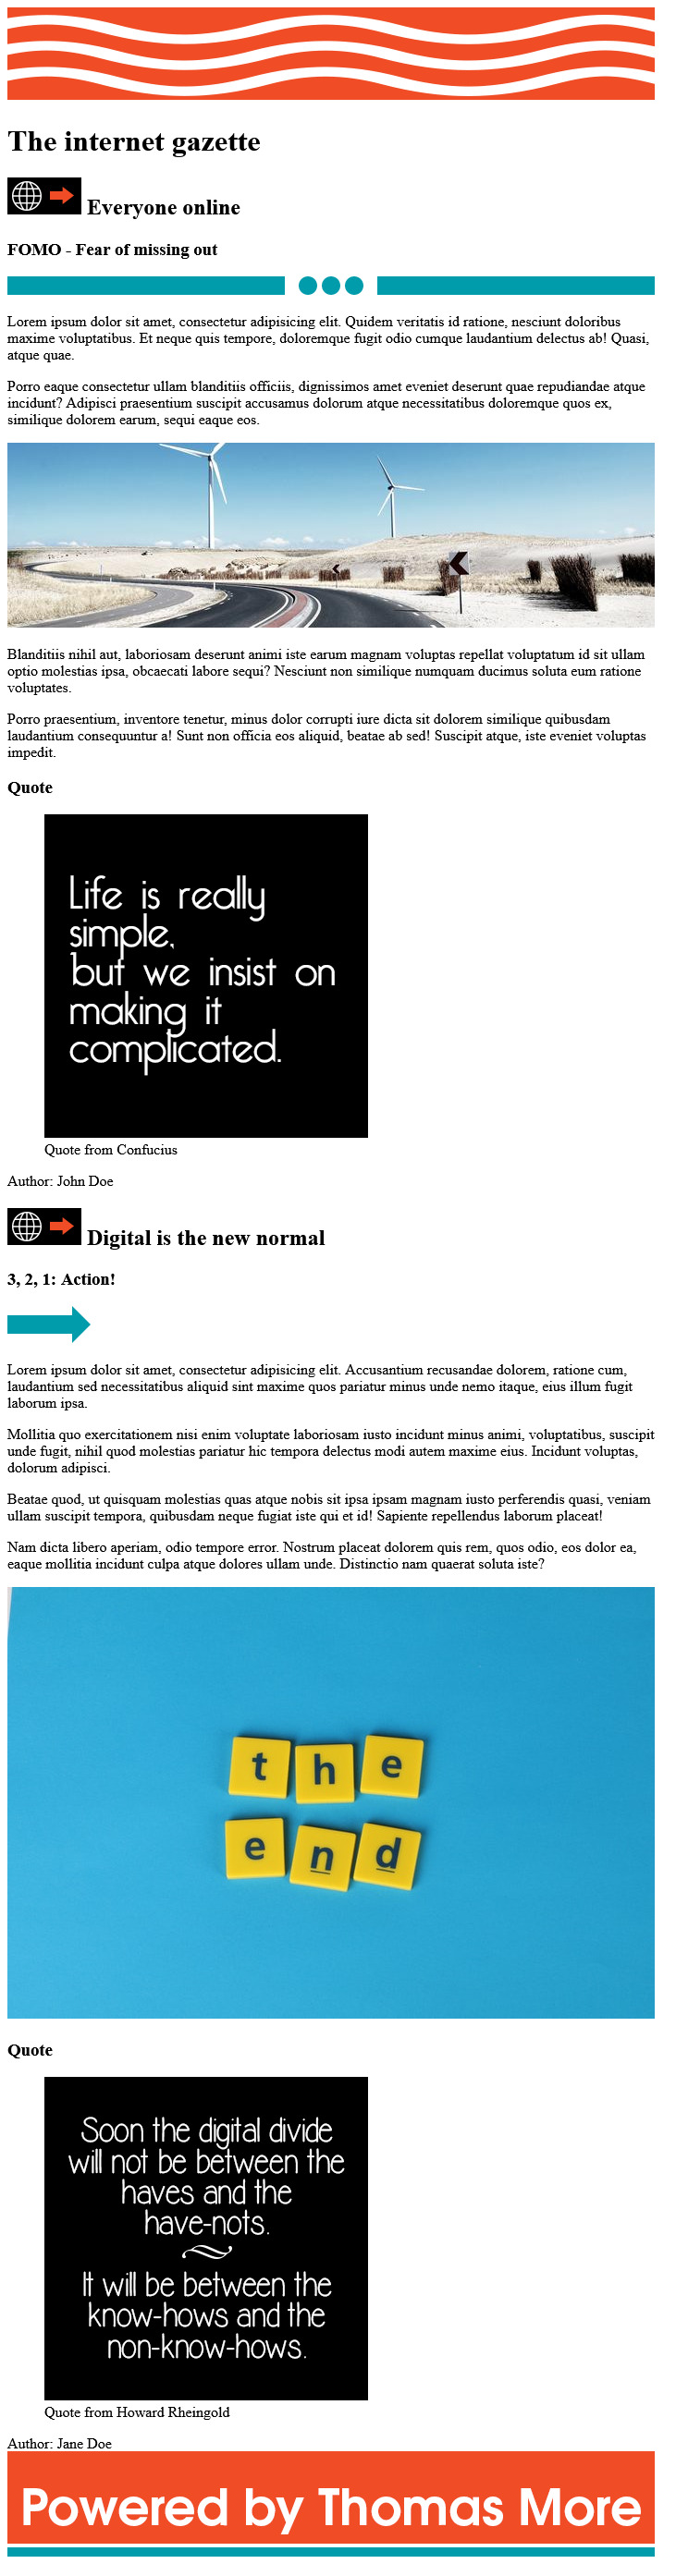 The internet gazette
Everyone online
FOMO - Fear of missing out
Lorem ipsum dolor sit amet, consectetur adipisicing elit. Quidem veritatis id ratione, nesciunt doloribus
maxime voluptatibus. Et neque quis tempore, doloremque fugit odio cumque laudantium delectus ab! Quasi,
atque quae.
Porro eaque consectetur ullam blanditiis officiis, dignissimos amet eveniet deserunt quae repudiandae atque
incidunt? Adipisci praesentium suscipit accusamus dolorum atque necessitatibus doloremque quos ex,
similique dolorem earum, sequi eaque eos.
Blanditiis nihil aut, laboriosam deserunt animi iste earum magnam voluptas repellat voluptatum id sit ullam
optio molestias ipsa, obcaecati labore sequi? Nesciunt non similique numquam ducimus soluta eum ratione
voluptates.
Porro praesentium, inventore tenetur, minus dolor corrupti iure dicta sit dolorem similique quibusdam
laudantium consequuntur a! Sunt non officia eos aliquid, beatae ab sed! Suscipit atque, iste eveniet voluptas
impedit.
Quote
Life is really
simple,
but we insist on
making it
complicated.
Quote from Confucius
Author: John Doe
Digital is the new normal
3, 2, 1: Action!
Lorem ipsum dolor sit amet, consectetur adipisicing elit. Accusantium recusandae dolorem, ratione cum,
laudantium sed necessitatibus aliquid sint maxime quos pariatur minus unde nemo itaque, eius illum fugit
laborum ipsa.
Mollitia quo exercitationem nisi enim voluptate laboriosam iusto incidunt minus animi, voluptatibus, suscipit
unde fugit, nihil quod molestias pariatur hic tempora delectus modi autem maxime eius. Incidunt voluptas,
dolorum adipisci.
Beatae quod, ut quisquam molestias quas atque nobis sit ipsa ipsam magnam iusto perferendis quasi, veniam
ullam suscipit tempora, quibusdam neque fugiat iste qui et id! Sapiente repellendus laborum placeat!
Nam dicta libero aperiam, odio tempore error. Nostrum placeat dolorem quis rem, quos odio, eos dolor ea,
eaque mollitia incidunt culpa atque dolores ullam unde. Distinctio nam quaerat soluta iste?
the
end
Quote
Soon the digital divide
will not be between the
haves and the
have-nots.
It will be between the
know-hows and the
non-know-hows.
Quote from Howard Rheingold
Author: Jane Doe
Powered by Thomas More